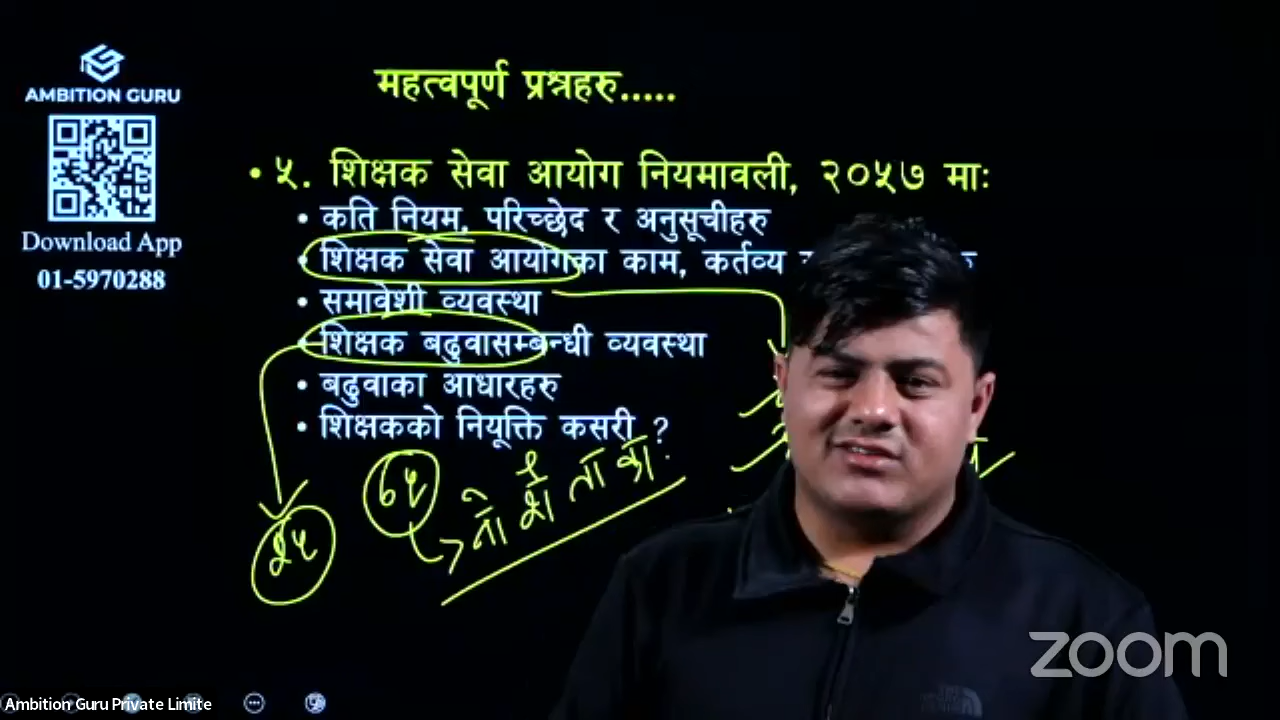 AMBITION GURU
Download App
01-5970288
महत्वपूर्ण प्रश्नहरु.....
• ५. शिक्षक सेवा आयोग नियमावली, २०५७ माः
• कति नियम, परिच्छेद र अनुसूचीहरु
• शिक्षक सेवा आयोगका काम, कर्तव्य
• समावेशी व्यवस्था
• शिक्षक बढुवासम्बन्धी व्यवस्था
• बढुवाका आधारहरु
• शिक्षकको नियूक्ति कसरी ?
७५
zoom
Ambition Guru Private Limite